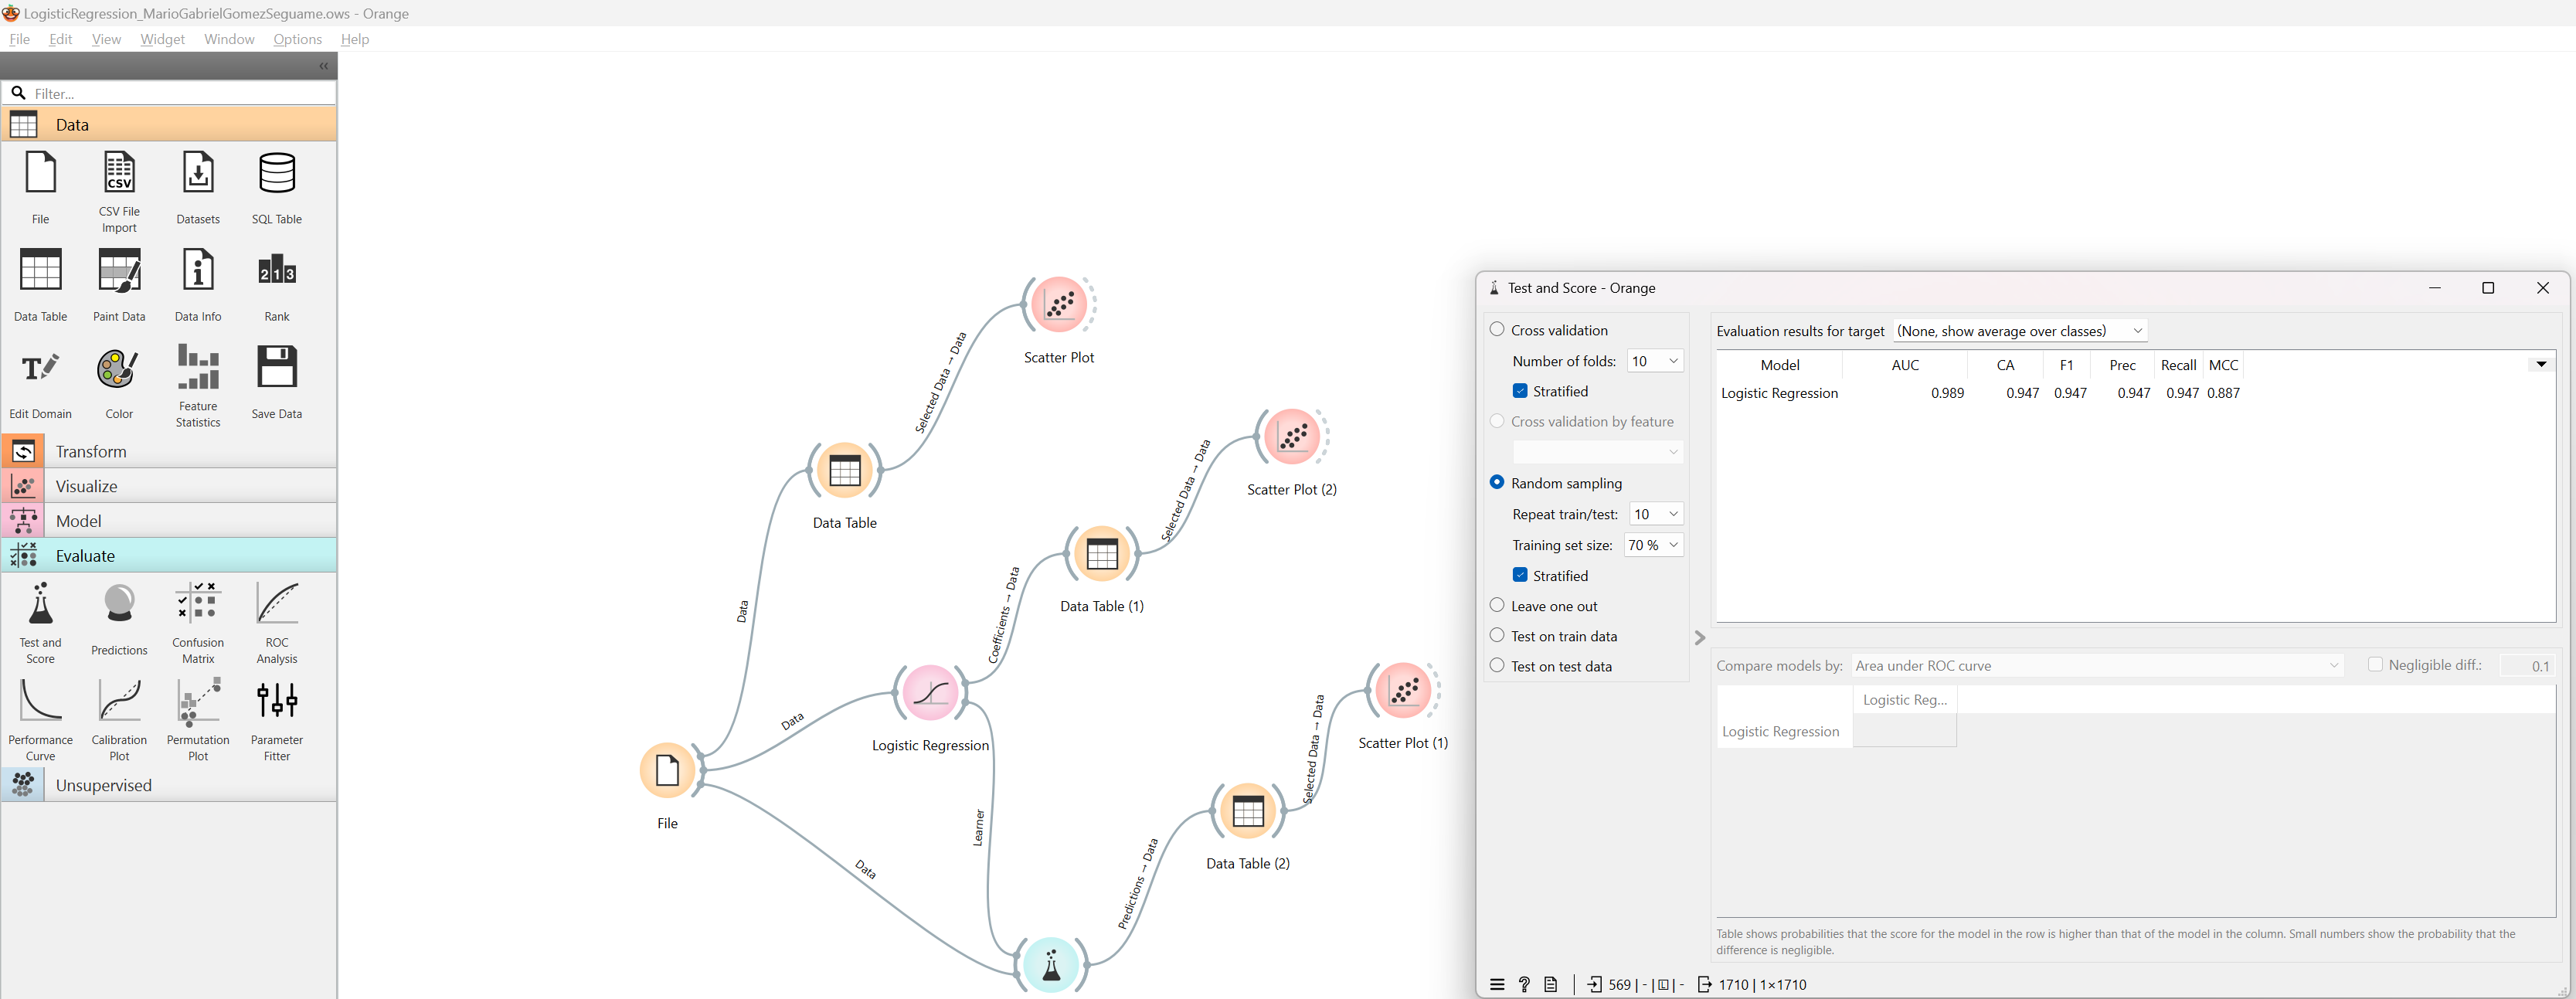 LogisticRegression_MarioGabrielGomezSeguame.ows - Orange
File Edit View Widget Window Options Help
Filter...
Data
File
CSV File Import
Datasets
SQL Table
Data Table
Paint Data
Data Info
Rank
Edit Domain
Color
Feature Statistics
Save Data
Transform
Visualize
Model
Evaluate
Test and Score
Predictions
Confusion Matrix
ROC Analysis
Performance Curve
Calibration Plot
Permutation Plot
Parameter Fitter
Unsupervised
Scatter Plot
Selected Data → Data
Data Table
Scatter Plot (2)
Selected Data → Data
Data Table (1)
Data
Coefficients → Data
Data
Logistic Regression
Scatter Plot (1)
Selected Data → Data
File
Learner
Data Table (2)
Data
Predictions → Data
Test and Score - Orange
Cross validation
Number of folds: 10
Stratified
Cross validation by feature
Random sampling
Repeat train/test: 10
Training set size: 70 %
Stratified
Leave one out
Test on train data
Test on test data
Evaluation results for target (None, show average over classes)
Model AUC CA F1 Prec Recall MCC
Logistic Regression 0.989 0.947 0.947 0.947 0.947 0.887
Compare models by: Area under ROC curve Negligible diff.: 0.1
Logistic Reg...
Logistic Regression
Table shows probabilities that the score for the model in the row is higher than that of the model in the column. Small numbers show the probability that the
difference is negligible.
569 | - | - 1710 | 1×1710